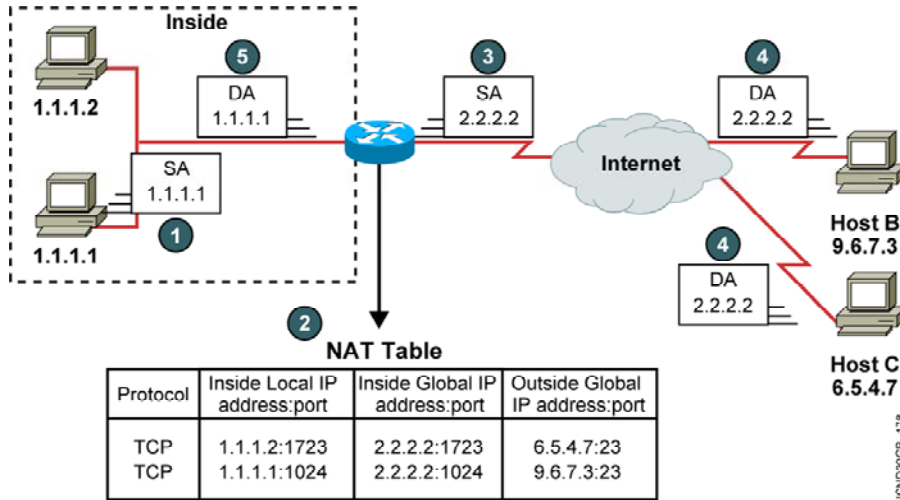 Inside
1.1.1.2
5
DA
1.1.1.1
3
SA
2.2.2.2
4
DA
2.2.2.2
Internet
SA
1.1.1.1
1
1.1.1.1
Host B
9.6.7.3
4
DA
2.2.2.2
Host C
6.5.4.7
2
NAT Table
Protocol Inside Local IP address:port Inside Global IP address:port Outside Global IP address:port
TCP 1.1.1.2:1723 2.2.2.2:1723 6.5.4.7:23
TCP 1.1.1.1:1024 2.2.2.2:1024 9.6.7.3:23